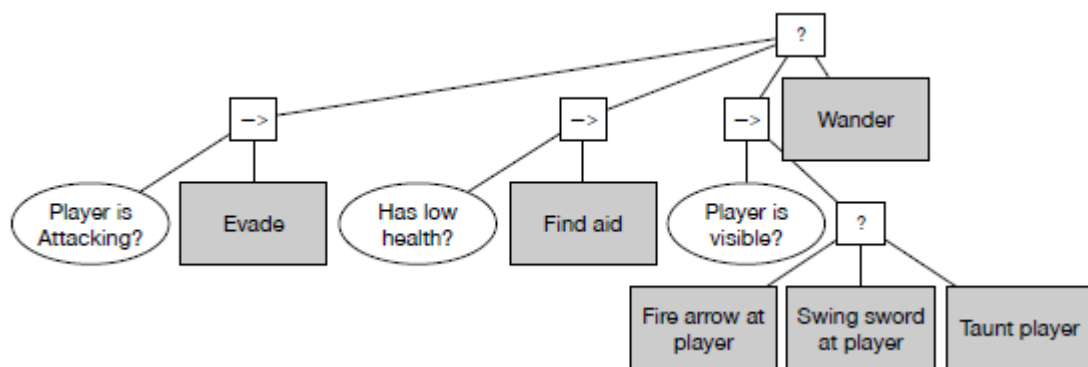 ?
–>
–>
–>
Wander
Player is
Attacking?
Evade
Has low
health?
Find aid
Player is
visible?
?
Fire arrow at
player
Swing sword
at player
Taunt player